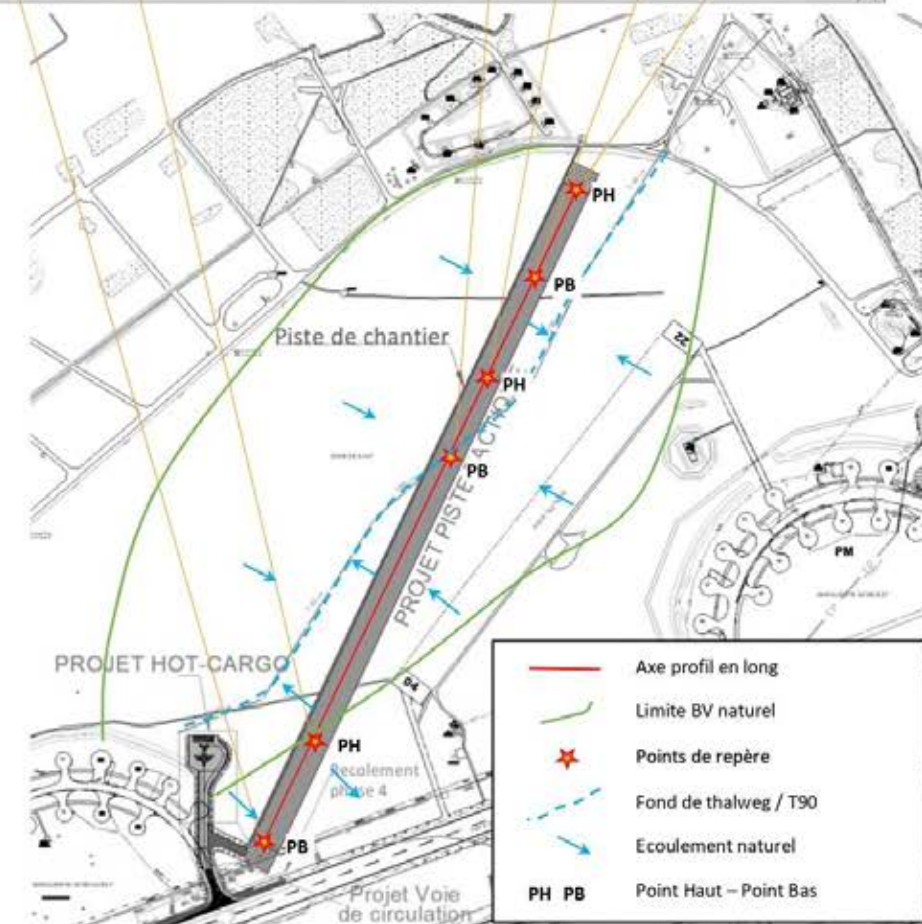 PH
PB
22
Piste de chantier
PH
PB
PROJET PISTE
PM
PROJET HOT-CARGO
04
PH
Recolement
phase 4
PB
Projet Voie
de circulation
Axe profil en long
Limite BV naturel
Points de repère
Fond de thalweg / T90
Ecoulement naturel
PH PB Point Haut – Point Bas